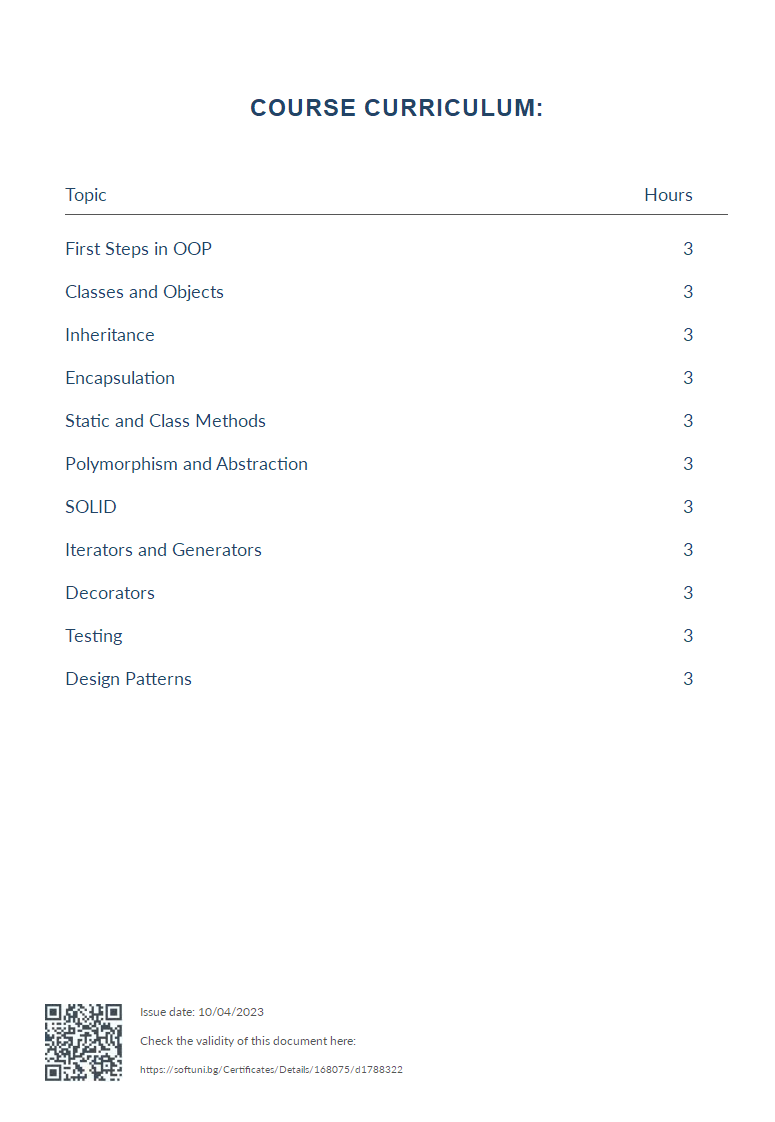 COURSE CURRICULUM:
Topic Hours
First Steps in OOP 3
Classes and Objects 3
Inheritance 3
Encapsulation 3
Static and Class Methods 3
Polymorphism and Abstraction 3
SOLID 3
Iterators and Generators 3
Decorators 3
Testing 3
Design Patterns 3
Issue date: 10/04/2023
Check the validity of this document here:
https://softuni.bg/Certificates/Details/168075/d1788322